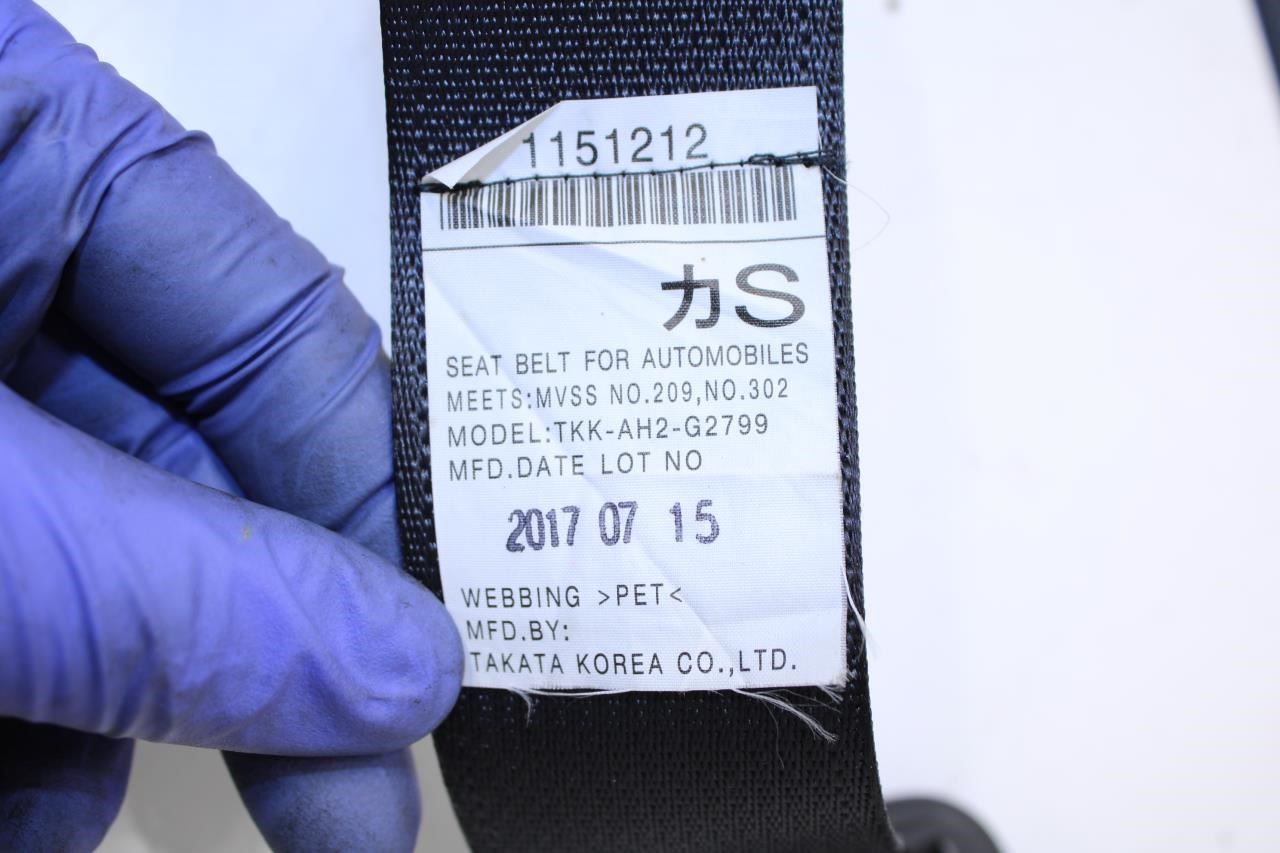 1151212
カS
SEAT BELT FOR AUTOMOBILES
MEETS:MVSS NO.209,NO.302
MODEL:TKK-AH2-G2799
MFD.DATE LOT NO
2017 07 15
WEBBING >PET<
MFD.BY:
TAKATA KOREA CO.,LTD.